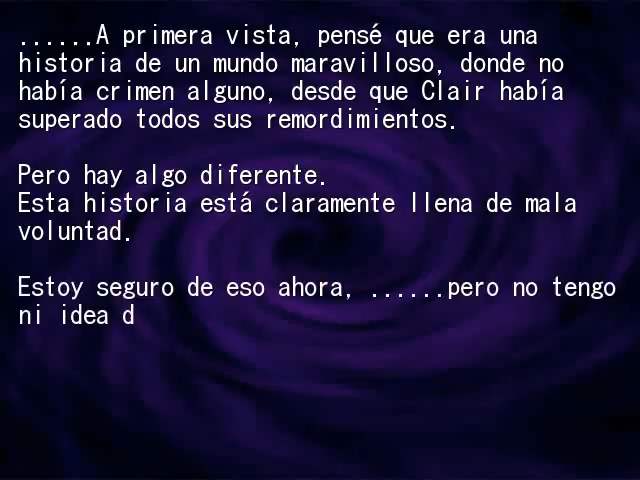 ......A primera vista, pensé que era una
historia de un mundo maravilloso, donde no
había crimen alguno, desde que Clair había
superado todos sus remordimientos.
Pero hay algo diferente.
Esta historia está claramente llena de mala
voluntad.
Estoy seguro de eso ahora, ......pero no tengo
ni idea d